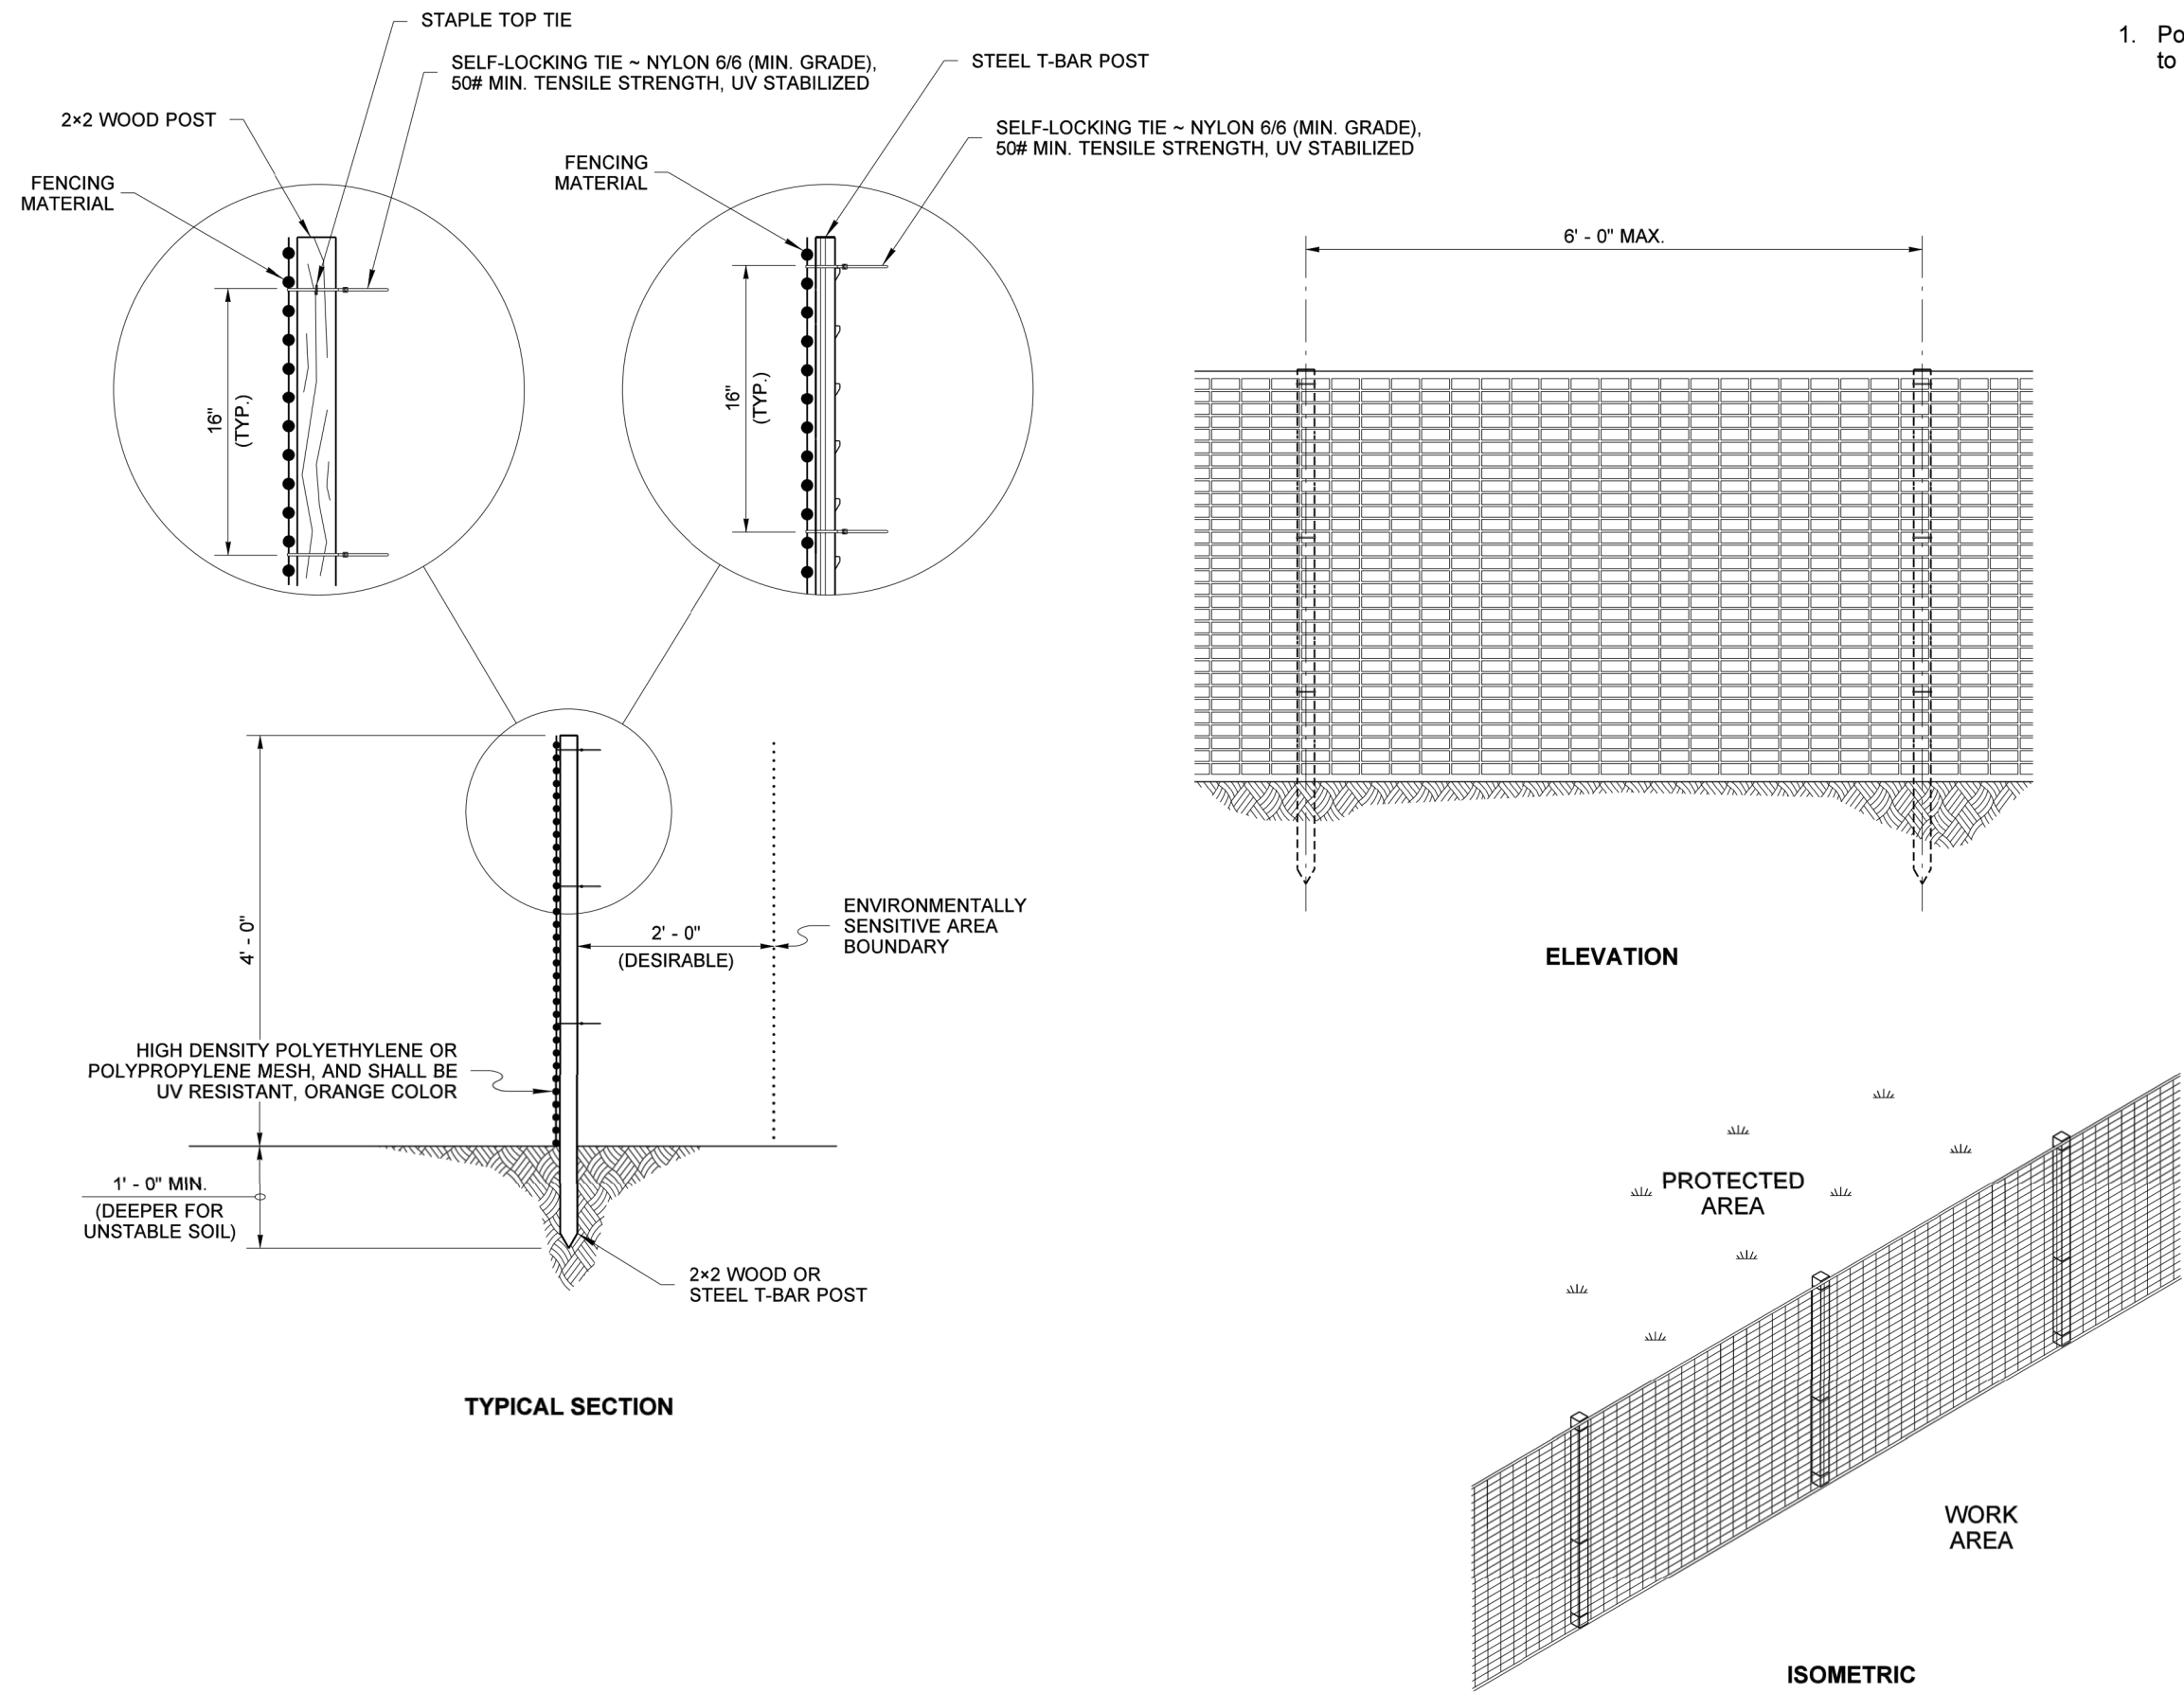 STAPLE TOP TIE
SELF-LOCKING TIE ~ NYLON 6/6 (MIN. GRADE),
50# MIN. TENSILE STRENGTH, UV STABILIZED
2×2 WOOD POST
FENCING
MATERIAL
16"
(TYP.)
STEEL T-BAR POST
SELF-LOCKING TIE ~ NYLON 6/6 (MIN. GRADE),
50# MIN. TENSILE STRENGTH, UV STABILIZED
FENCING
MATERIAL
16"
(TYP.)
4' - 0"
2' - 0"
(DESIRABLE)
ENVIRONMENTALLY
SENSITIVE AREA
BOUNDARY
HIGH DENSITY POLYETHYLENE OR
POLYPROPYLENE MESH, AND SHALL BE
UV RESISTANT, ORANGE COLOR
1' - 0" MIN.
(DEEPER FOR
UNSTABLE SOIL)
2×2 WOOD OR
STEEL T-BAR POST
TYPICAL SECTION
1. Po
to
6' - 0" MAX.
ELEVATION
PROTECTED
AREA
WORK
AREA
ISOMETRIC